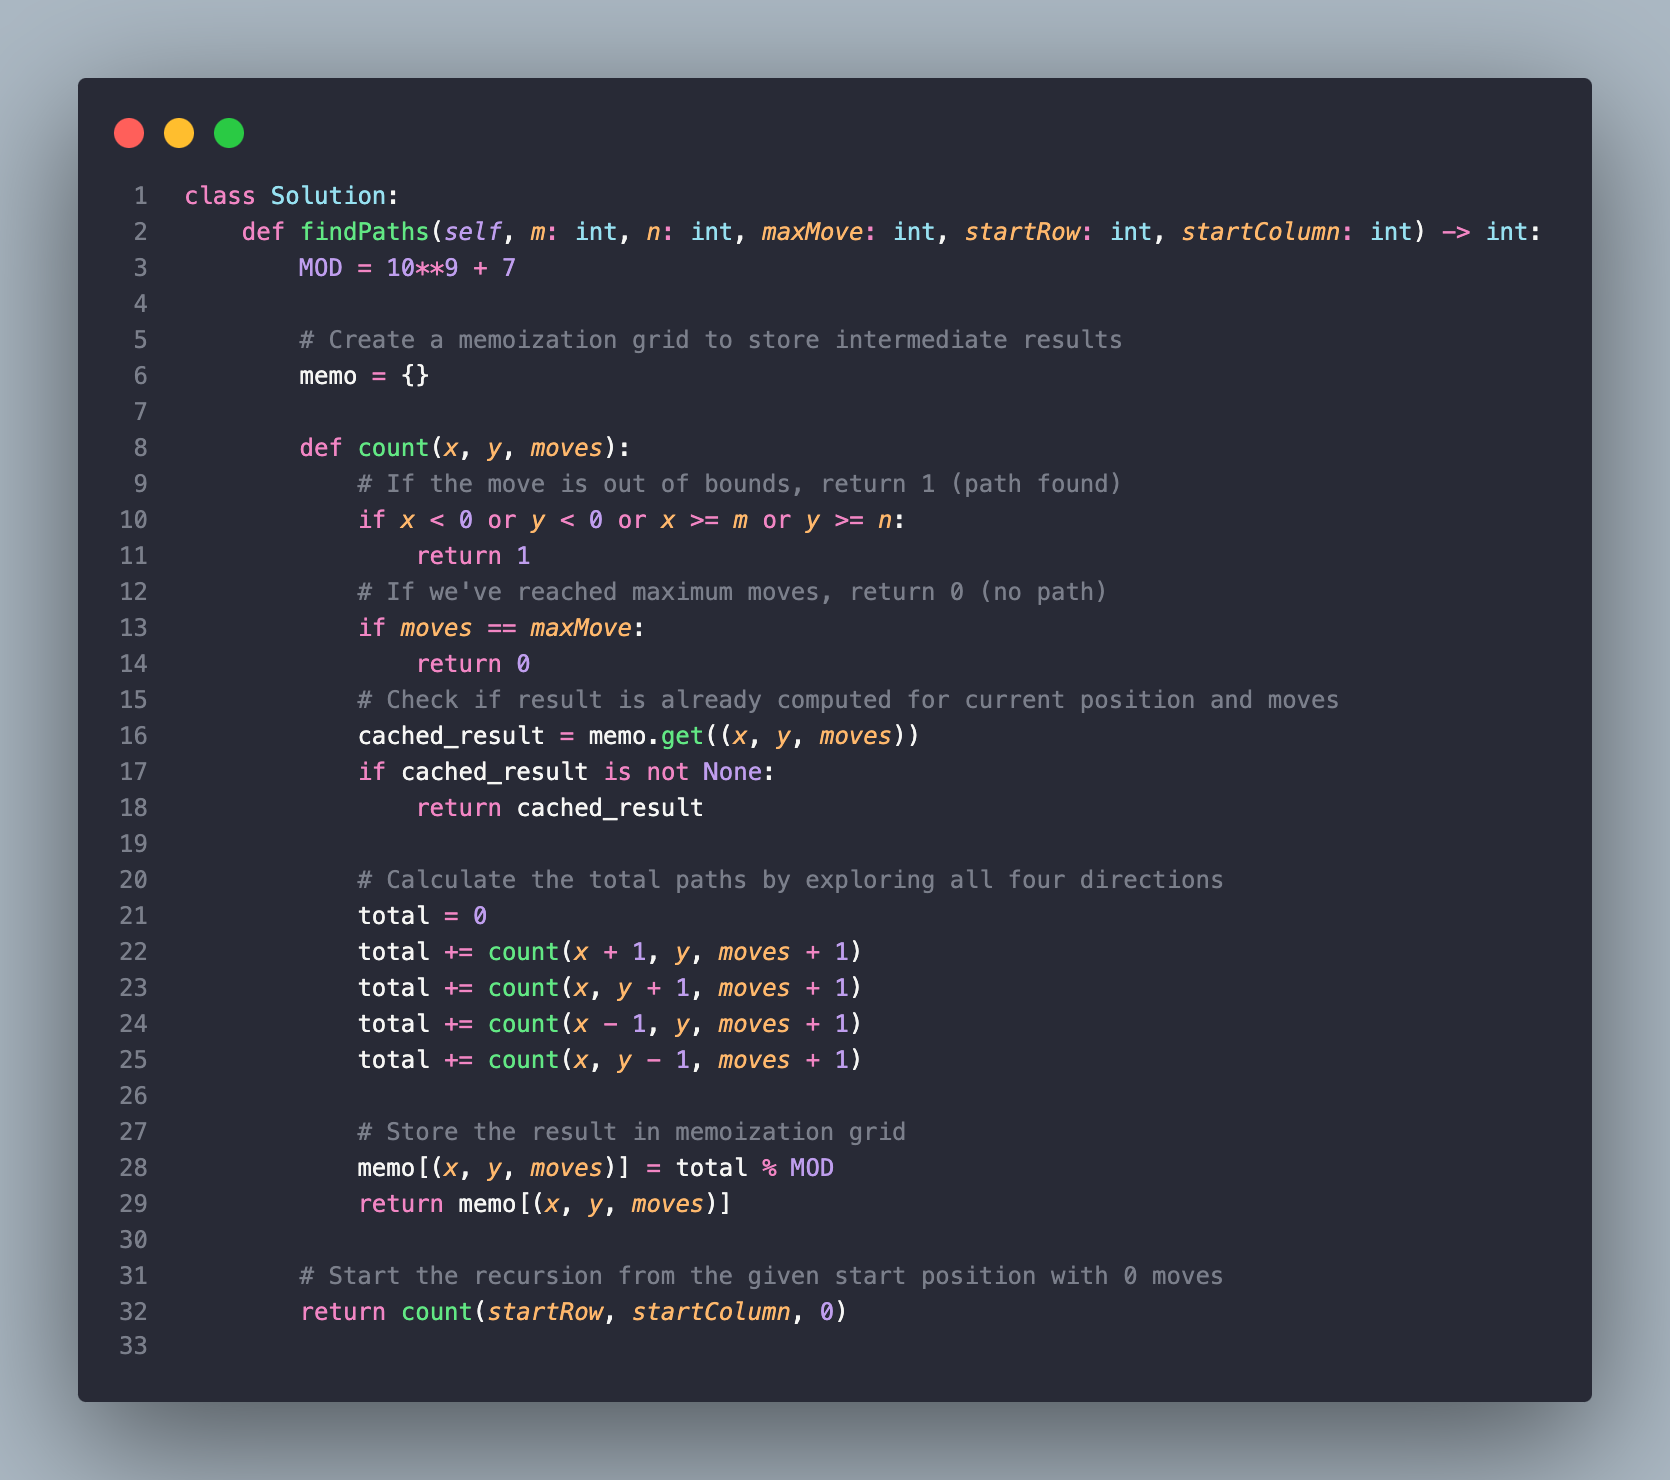 1 class Solution:
2     def findPaths(self, m: int, n: int, maxMove: int, startRow: int, startColumn: int) -> int:
3         MOD = 10**9 + 7
4
5         # Create a memoization grid to store intermediate results
6         memo = {}
7
8         def count(x, y, moves):
9             # If the move is out of bounds, return 1 (path found)
10             if x < 0 or y < 0 or x >= m or y >= n:
11                 return 1
12             # If we've reached maximum moves, return 0 (no path)
13             if moves == maxMove:
14                 return 0
15             # Check if result is already computed for current position and moves
16             cached_result = memo.get((x, y, moves))
17             if cached_result is not None:
18                 return cached_result
19
20             # Calculate the total paths by exploring all four directions
21             total = 0
22             total += count(x + 1, y, moves + 1)
23             total += count(x, y + 1, moves + 1)
24             total += count(x - 1, y, moves + 1)
25             total += count(x, y - 1, moves + 1)
26
27             # Store the result in memoization grid
28             memo[(x, y, moves)] = total % MOD
29             return memo[(x, y, moves)]
30
31         # Start the recursion from the given start position with 0 moves
32         return count(startRow, startColumn, 0)
33